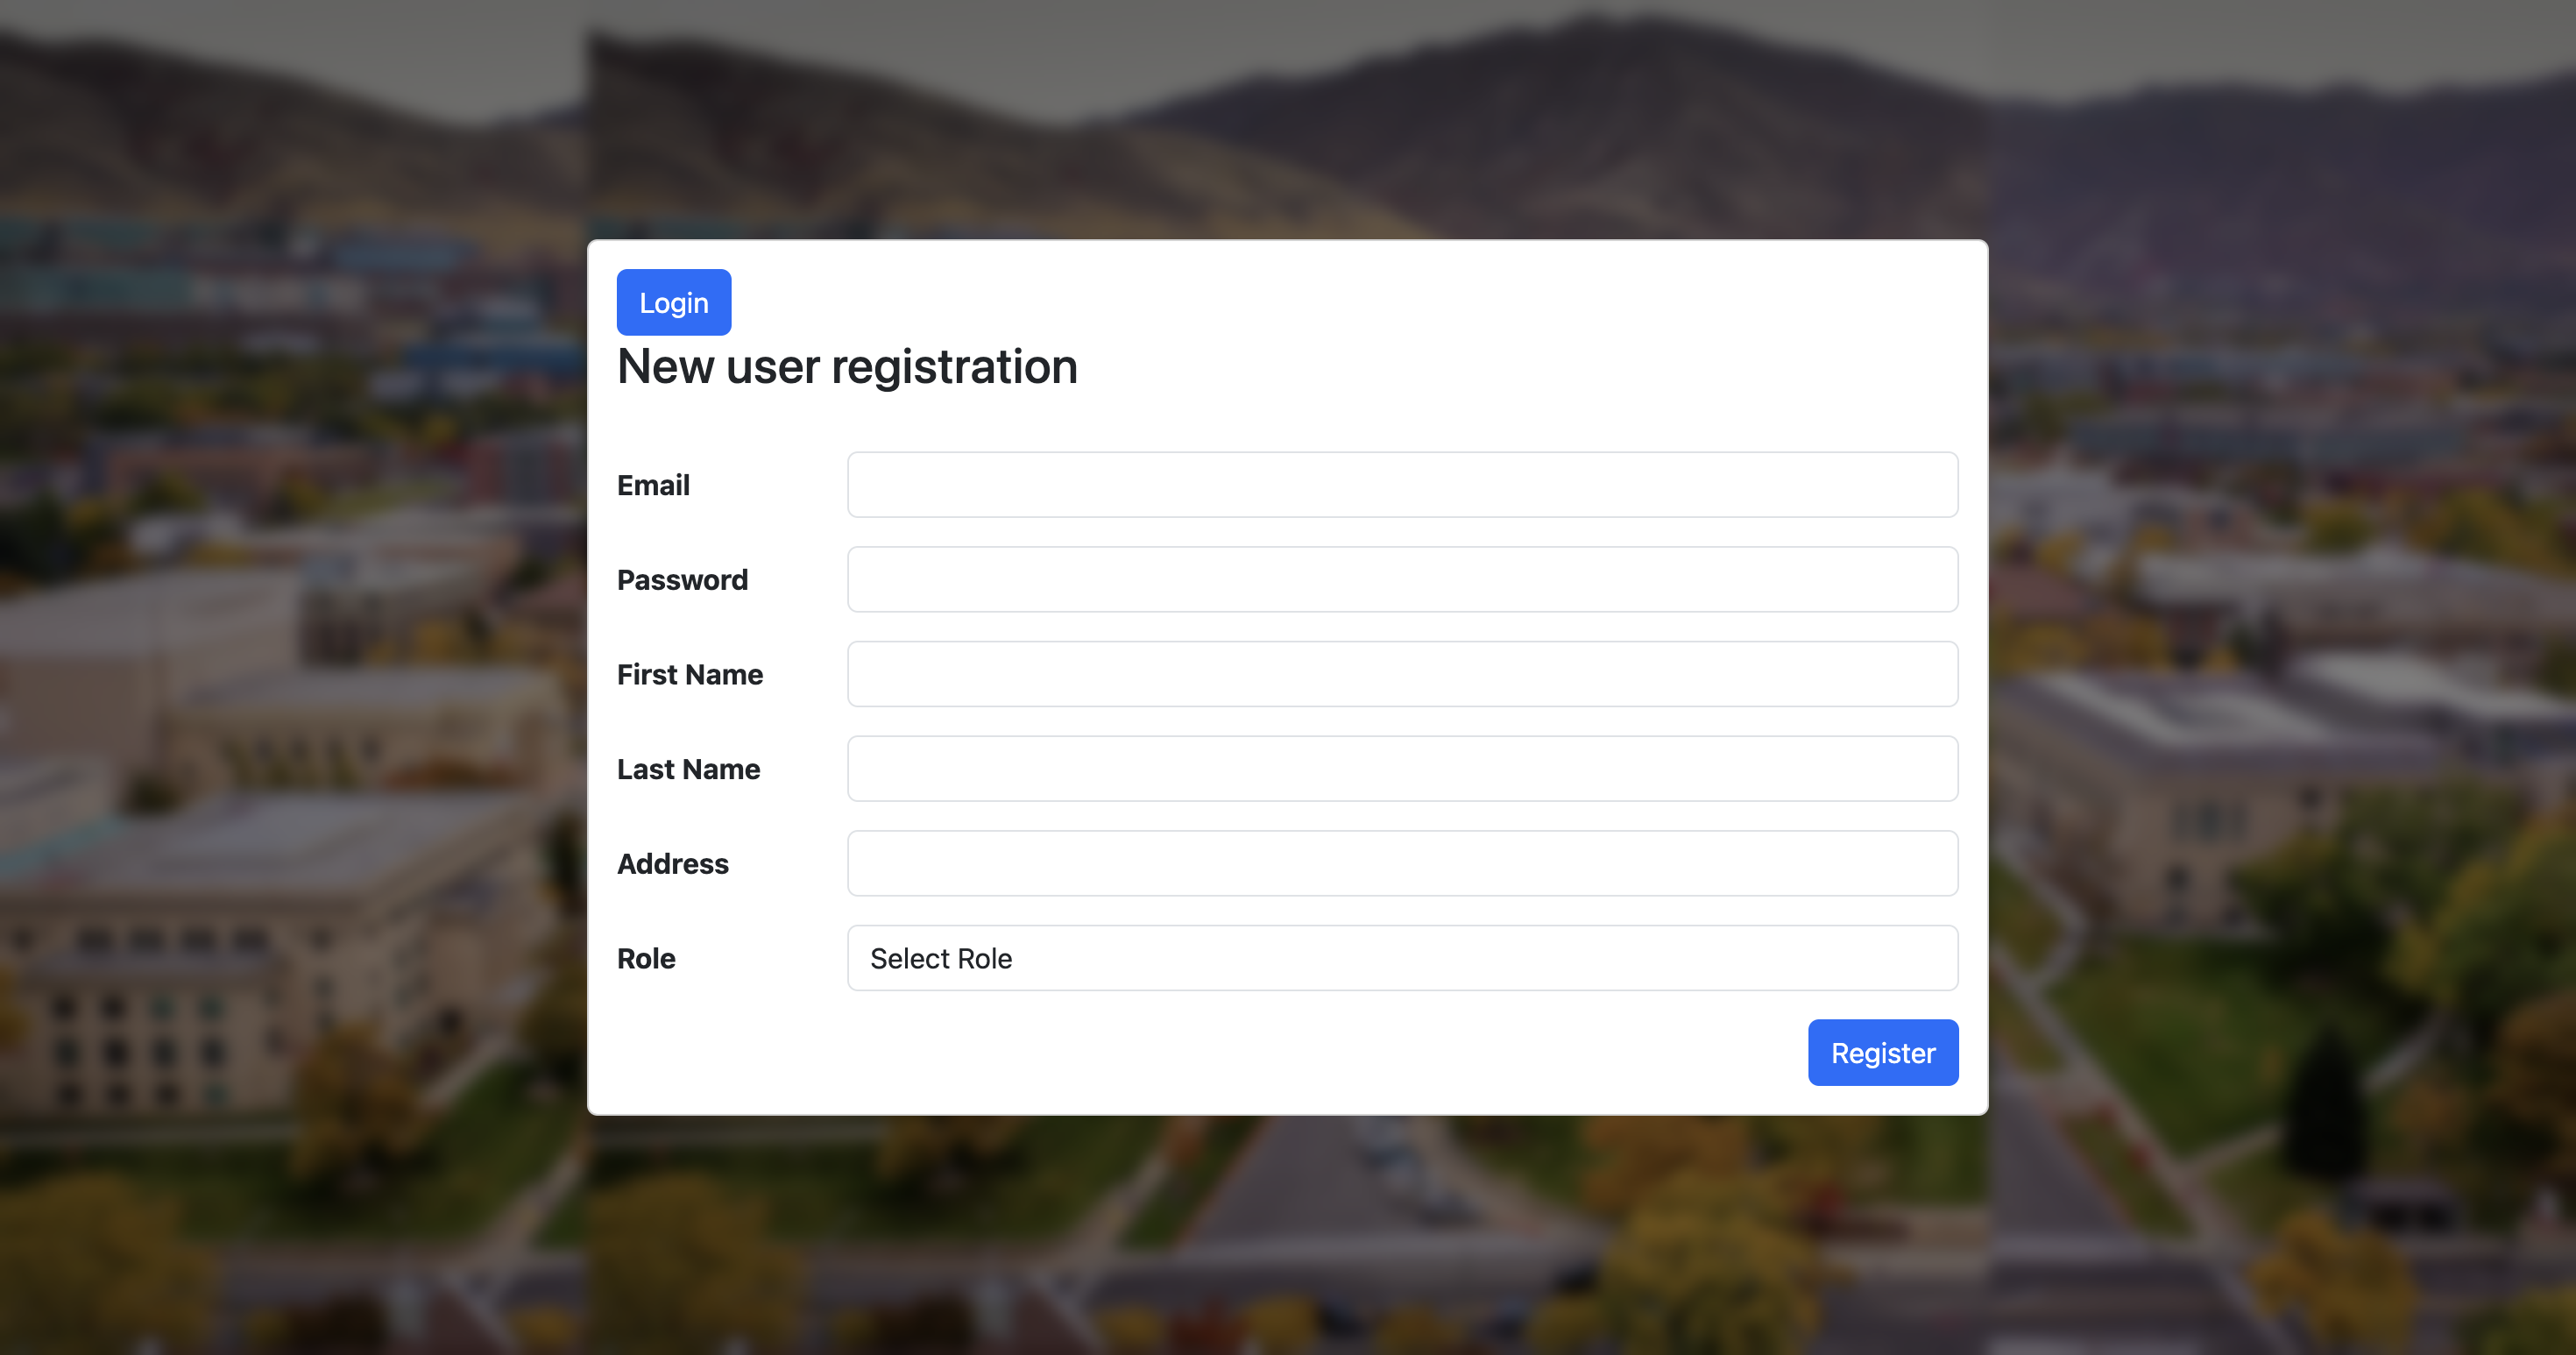 Login
New user registration
Email
Password
First Name
Last Name
Address
Role
Select Role
Register